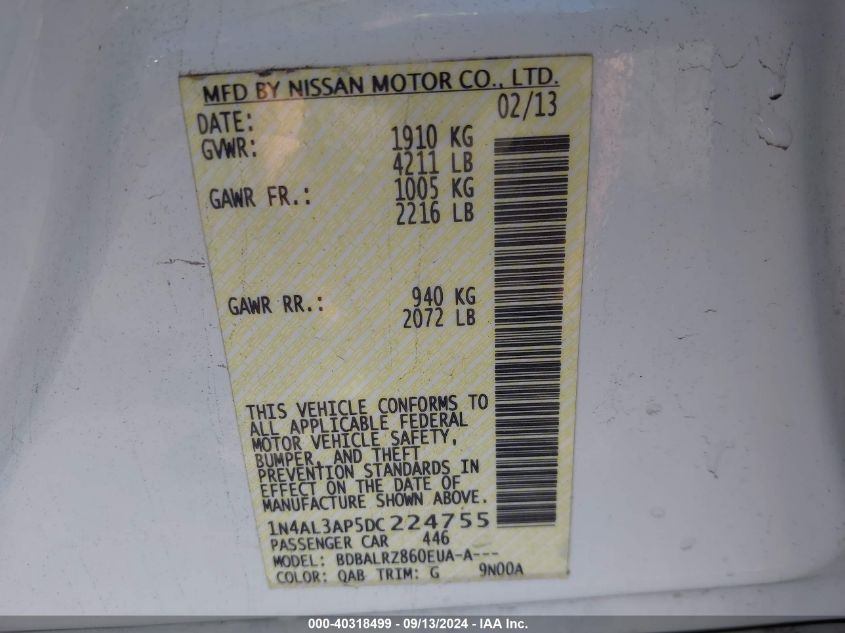 MFD BY NISSAN MOTOR CO., LTD.
DATE: 02/13
GVWR: 1910 KG
4211 LB
GAWR FR.: 1005 KG
2216 LB
GAWR RR.: 940 KG
2072 LB
THIS VEHICLE CONFORMS TO
ALL APPLICABLE FEDERAL
MOTOR VEHICLE SAFETY,
BUMPER, AND THEFT
PREVENTION STANDARDS IN
EFFECT ON THE DATE OF
MANUFACTURE SHOWN ABOVE.
1N4AL3AP5DC224755
PASSENGER CAR 446
MODEL: BDBALRZ860EUA-A---
COLOR: QAB TRIM: G 9N00A
000-40318499 - 09/13/2024 - IAA Inc.